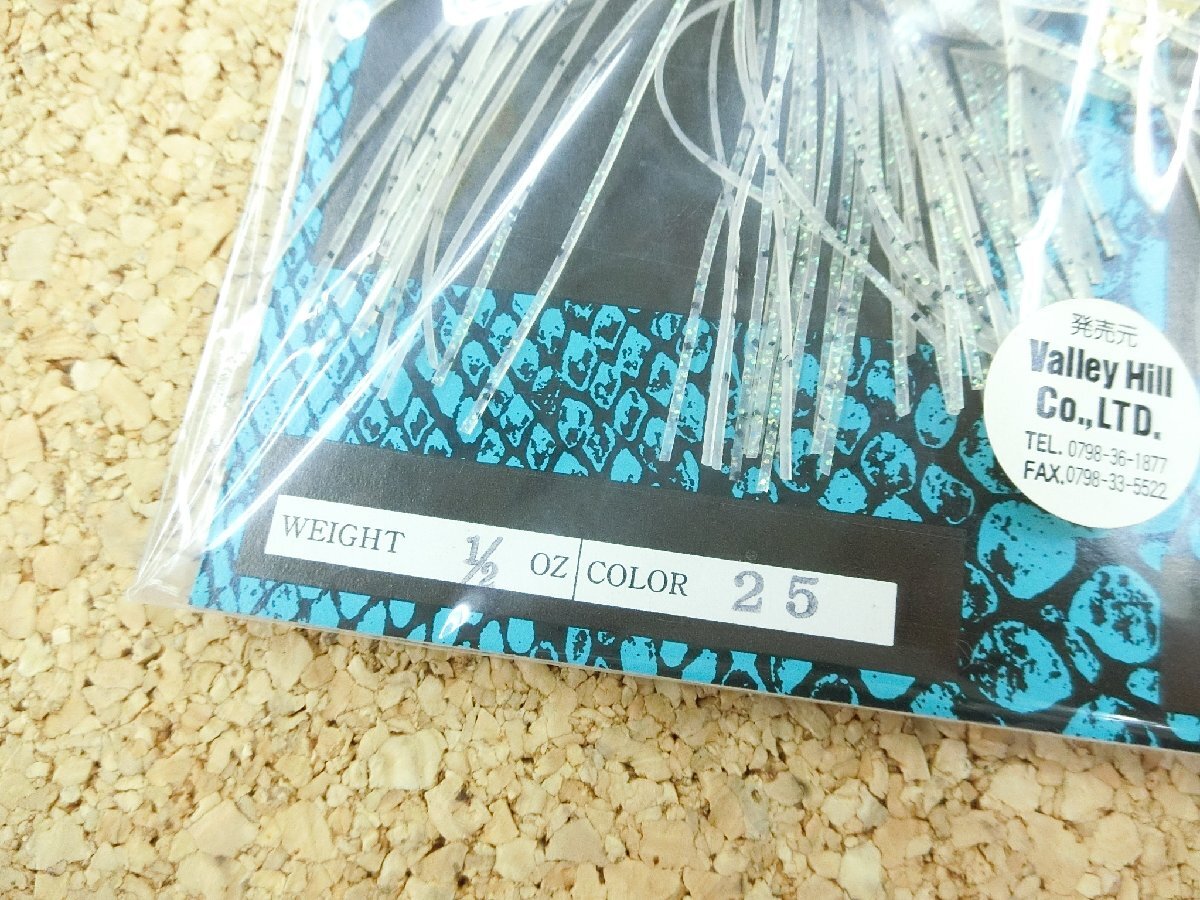 発売元
Valley Hill
Co.,LTD.
TEL. 0798-36-1877
FAX.0798-33-5522
WEIGHT 1/2 OZ COLOR 25